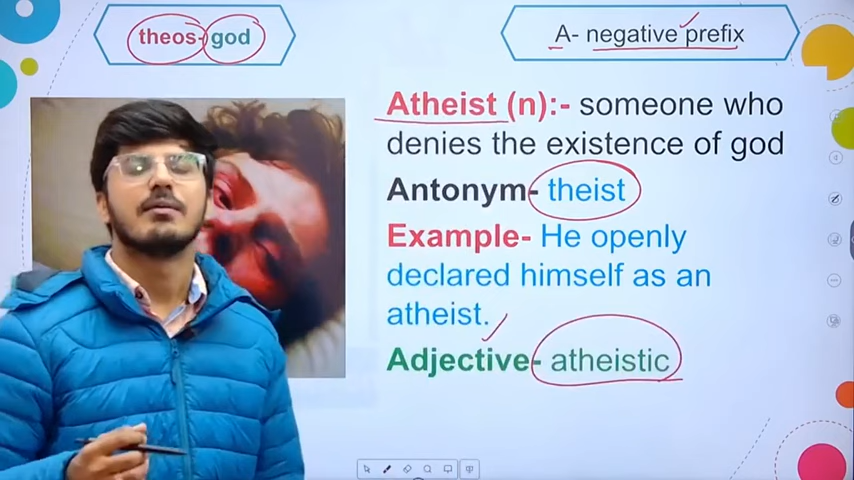 theos- god
A- negative prefix
Atheist (n):- someone who
denies the existence of god
Antonym- theist
Example- He openly
declared himself as an
atheist.
Adjective- atheistic